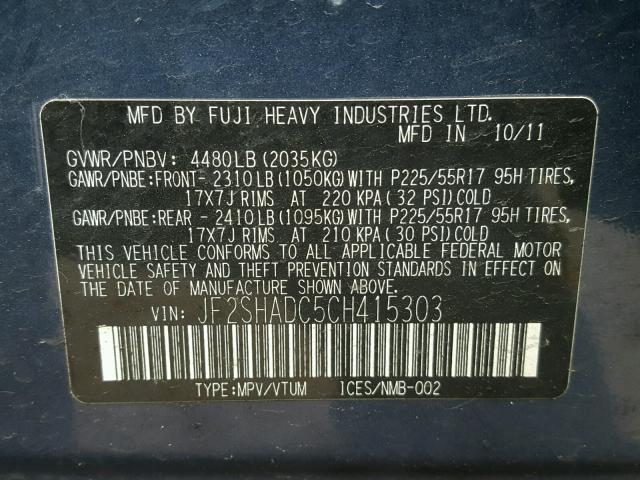 MFD BY FUJI HEAVY INDUSTRIES LTD.
MFD IN 10/11
GVWR/PNBV: 4480LB(2035KG)
GAWR/PNBE:FRONT-2310LB(1050KG)WITH P225/55R17 95H TIRES,
17X7J RIMS AT 220 KPA(32 PSI)COLD
GAWR/PNBE:REAR -2410LB(1095KG)WITH P225/55R17 95H TIRES,
17X7J RIMS AT 210 KPA(30 PSI)COLD
THIS VEHICLE CONFORMS TO ALL APPLICABLE FEDERAL MOTOR
VEHICLE SAFETY AND THEFT PREVENTION STANDARDS IN EFFECT
ON THE DATE OF MANUFACTURE SHOWN ABOVE.
VIN: JF2SHADC5CH415303
TYPE:MPV/VTUM ICES/NMB-002